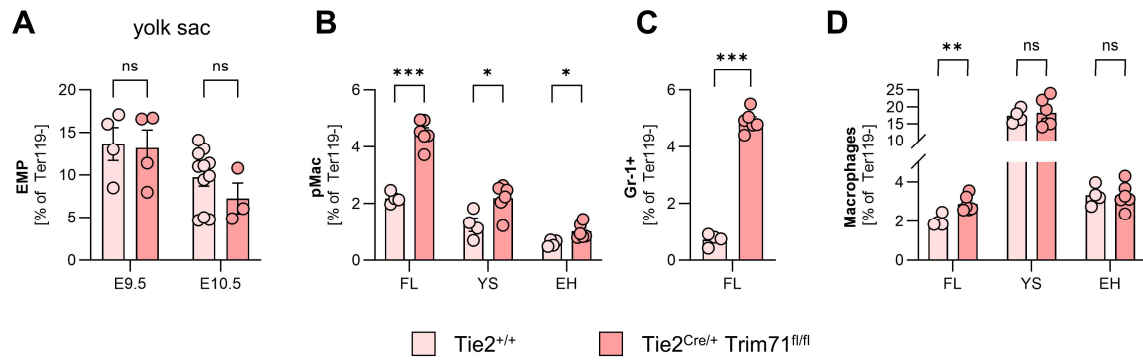 A
yolk sac
ns
ns
20
15
10
5
0
EMP
[% of Ter119-]
E9.5
E10.5
B
***
*
*
6
4
2
0
pMac
[% of Ter119-]
FL
YS
EH
C
***
6
4
2
0
Gr-1+
[% of Ter119-]
FL
D
**
ns
ns
25
20
15
10
4
2
0
Macrophages
[% of Ter119-]
FL
YS
EH
Tie2+/+
Tie2Cre/+ Trim71fl/fl